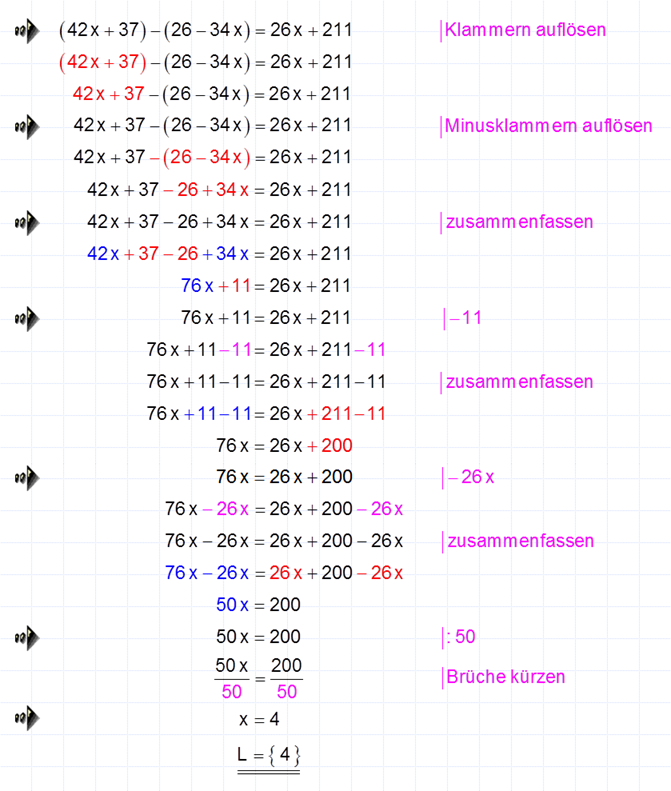 (42x + 37) − (26 − 34x) = 26x + 211 |Klammern auflösen
(42x + 37) − (26 − 34x) = 26x + 211
42x + 37 − (26 − 34x) = 26x + 211
42x + 37 − (26 − 34x) = 26x + 211 |Minusklammern auflösen
42x + 37 − (26 − 34x) = 26x + 211
42x + 37 − 26 + 34x = 26x + 211
42x + 37 − 26 + 34x = 26x + 211 |zusammenfassen
42x + 37 − 26 + 34x = 26x + 211
76x + 11 = 26x + 211
76x + 11 = 26x + 211 |−11
76x + 11 − 11 = 26x + 211 − 11
76x + 11 − 11 = 26x + 211 − 11 |zusammenfassen
76x + 11 − 11 = 26x + 211 − 11
76x = 26x + 200
76x = 26x + 200 |− 26x
76x − 26x = 26x + 200 − 26x
76x − 26x = 26x + 200 − 26x |zusammenfassen
76x − 26x = 26x + 200 − 26x
50x = 200
50x = 200 |: 50
50x/50 = 200/50 |Brüche kürzen
x = 4
L = { 4 }